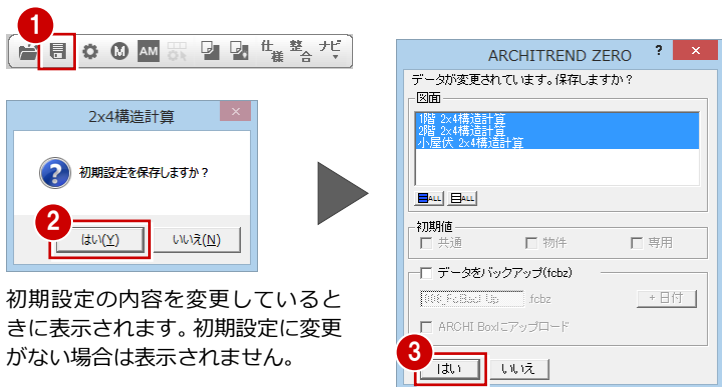 1
M AM 仕様 整合 ナビ
2x4構造計算
初期設定を保存しますか？
2
はい(Y) いいえ(N)
初期設定の内容を変更していると
きに表示されます。初期設定に変更
がない場合は表示されません。
ARCHITREND ZERO ? ×
データが変更されています。保存しますか？
図面
1階 2x4構造計算
2階 2x4構造計算
小屋伏 2x4構造計算
ALL ALL
初期値
共通 物件 専用
データをバックアップ(fcbz)
fcbz +日付
ARCHI Boxにアップロード
3
はい いいえ